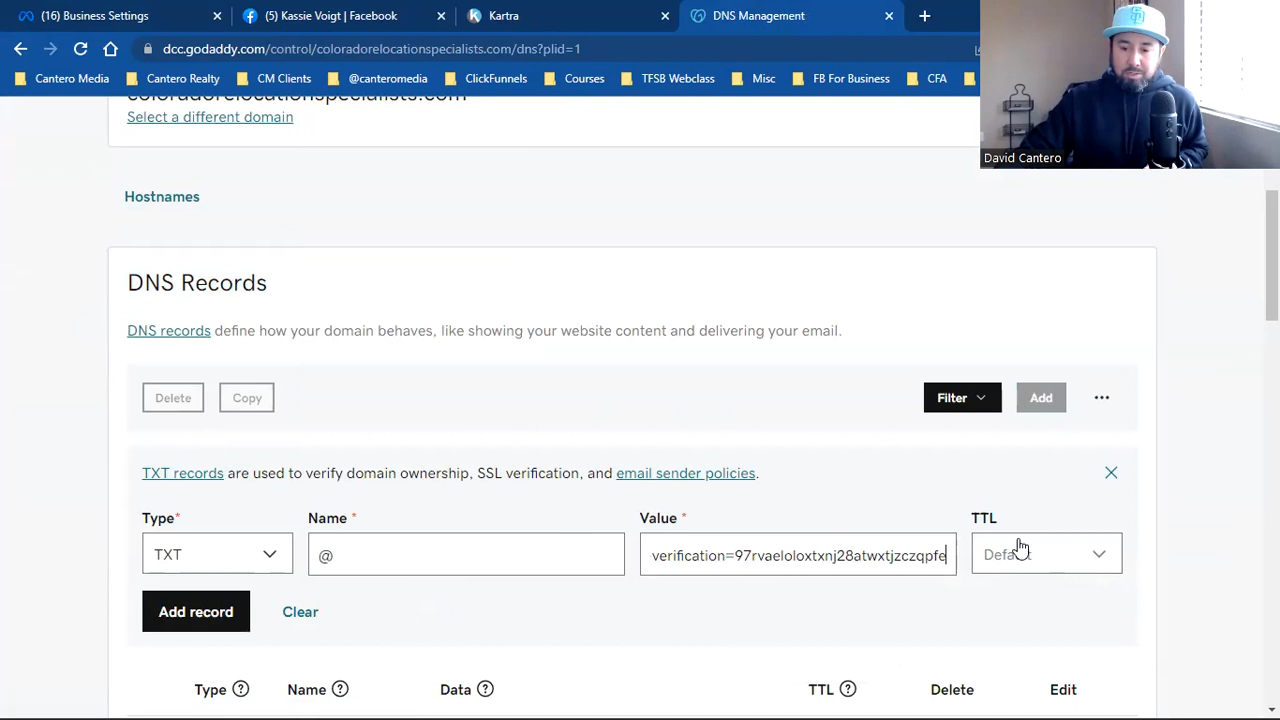 (16) Business Settings
(5) Kassie Voigt | Facebook
Kartra
DNS Management
dcc.godaddy.com/control/coloradorelocationspecialists.com/dns?plid=1
Cantero Media
Cantero Realty
CM Clients
@canteromedia
ClickFunnels
Courses
TFSB Webclass
Misc
FB For Business
CFA
David Cantero
coloradorelocationspecialists.com
Select a different domain
Hostnames
DNS Records
DNS records define how your domain behaves, like showing your website content and delivering your email.
Delete
Copy
Filter
Add
TXT records are used to verify domain ownership, SSL verification, and email sender policies.
Type*
Name *
Value *
TTL
TXT
@
verification=97rvaeloloxtxnj28atwxtjzczqpfe
Default
Add record
Clear
Type ?
Name ?
Data ?
TTL ?
Delete
Edit